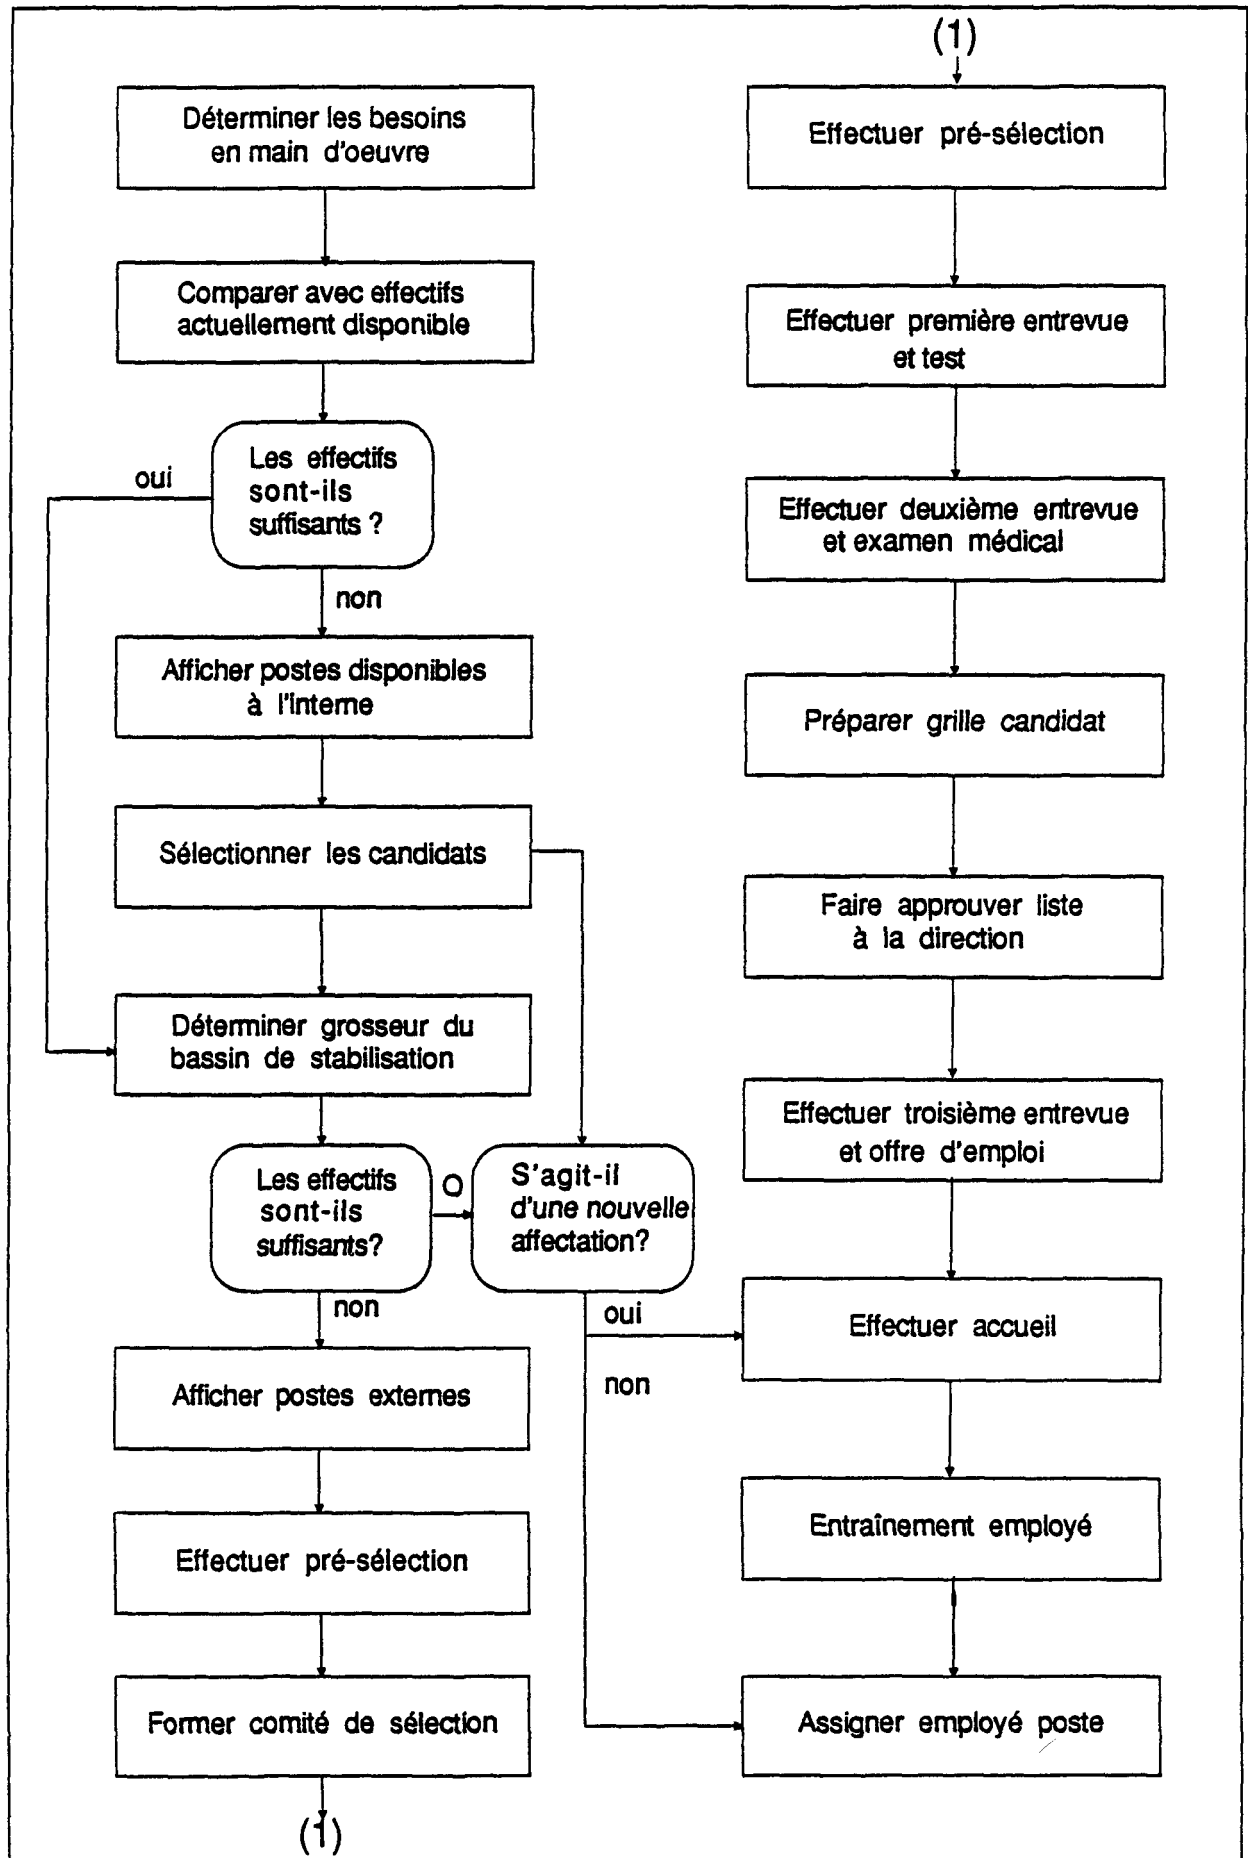 Déterminer les besoins
en main d'oeuvre
Comparer avec effectifs
actuellement disponible
Les effectifs
sont-ils
suffisants ?
oui
non
Afficher postes disponibles
à l'interne
Sélectionner les candidats
Déterminer grosseur du
bassin de stabilisation
Les effectifs
sont-ils
suffisants?
O
non
S'agit-il
d'une nouvelle
affectation?
oui
non
Afficher postes externes
Effectuer pré-sélection
Former comité de sélection
(1)
(1)
Effectuer pré-sélection
Effectuer première entrevue
et test
Effectuer deuxième entrevue
et examen médical
Préparer grille candidat
Faire approuver liste
à la direction
Effectuer troisième entrevue
et offre d'emploi
Effectuer accueil
Entraînement employé
Assigner employé poste